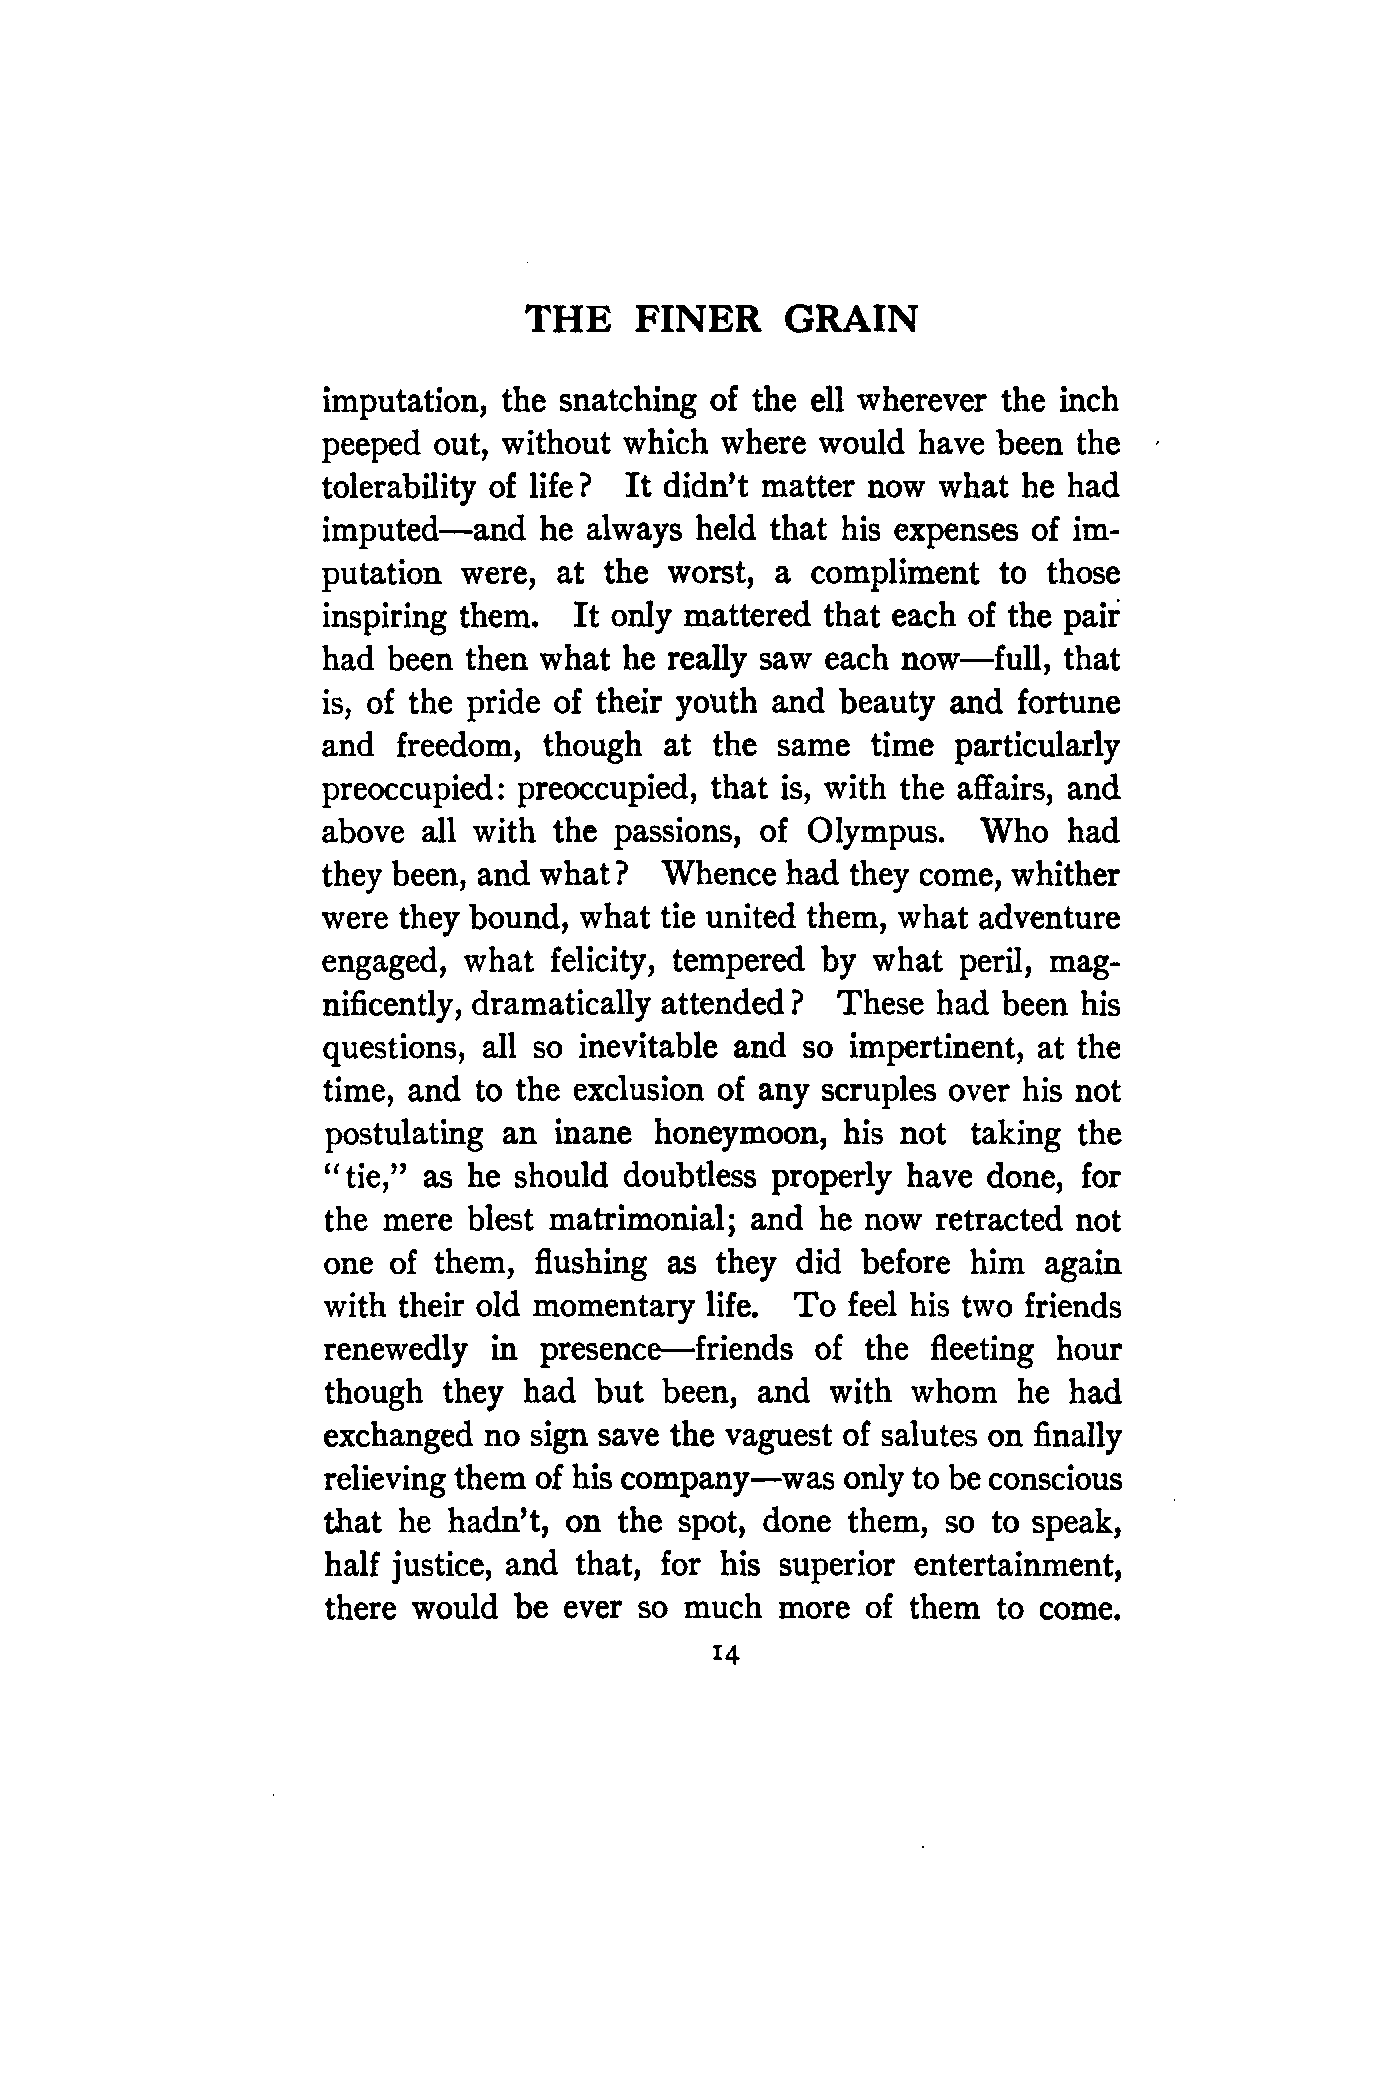 THE FINER GRAIN
imputation, the snatching of the ell wherever the inch
peeped out, without which where would have been the
tolerability of life? It didn't matter now what he had
imputed—and he always held that his expenses of im-
putation were, at the worst, a compliment to those
inspiring them. It only mattered that each of the pair
had been then what he really saw each now—full, that
is, of the pride of their youth and beauty and fortune
and freedom, though at the same time particularly
preoccupied: preoccupied, that is, with the affairs, and
above all with the passions, of Olympus. Who had
they been, and what? Whence had they come, whither
were they bound, what tie united them, what adventure
engaged, what felicity, tempered by what peril, mag-
nificently, dramatically attended? These had been his
questions, all so inevitable and so impertinent, at the
time, and to the exclusion of any scruples over his not
postulating an inane honeymoon, his not taking the
"tie," as he should doubtless properly have done, for
the mere blest matrimonial; and he now retracted not
one of them, flushing as they did before him again
with their old momentary life. To feel his two friends
renewedly in presence—friends of the fleeting hour
though they had but been, and with whom he had
exchanged no sign save the vaguest of salutes on finally
relieving them of his company—was only to be conscious
that he hadn't, on the spot, done them, so to speak,
half justice, and that, for his superior entertainment,
there would be ever so much more of them to come.
14